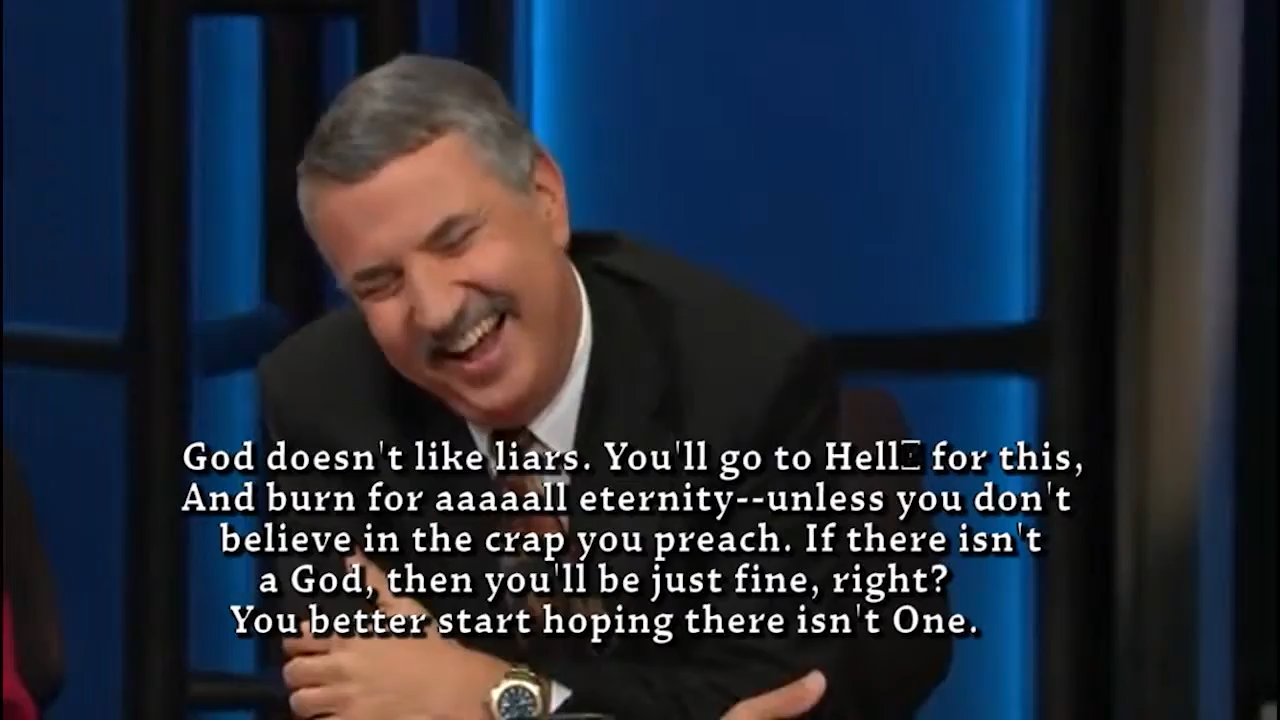 God doesn't like liars. You'll go to Hell for this,
And burn for aaaaall eternity--unless you don't
believe in the crap you preach. If there isn't
a God, then you'll be just fine, right?
You better start hoping there isn't One.